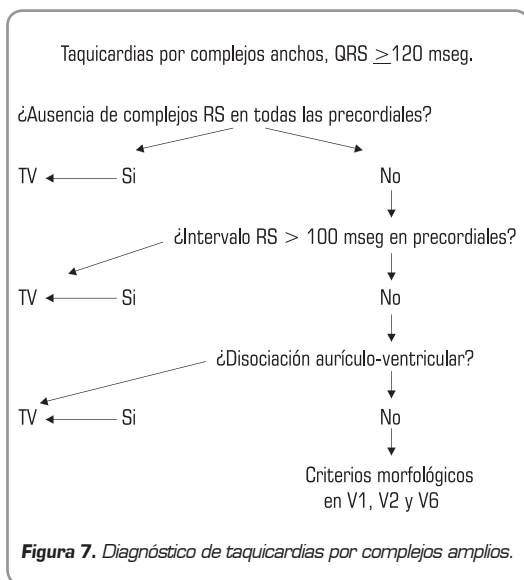 Taquicardias por complejos anchos, QRS ≥120 mseg.
¿Ausencia de complejos RS en todas las precordiales?
TV Si No
¿Intervalo RS > 100 mseg en precordiales?
TV Si No
¿Disociación aurículo-ventricular?
TV Si No
Criterios morfológicos
en V1, V2 y V6
Figura 7. Diagnóstico de taquicardias por complejos amplios.